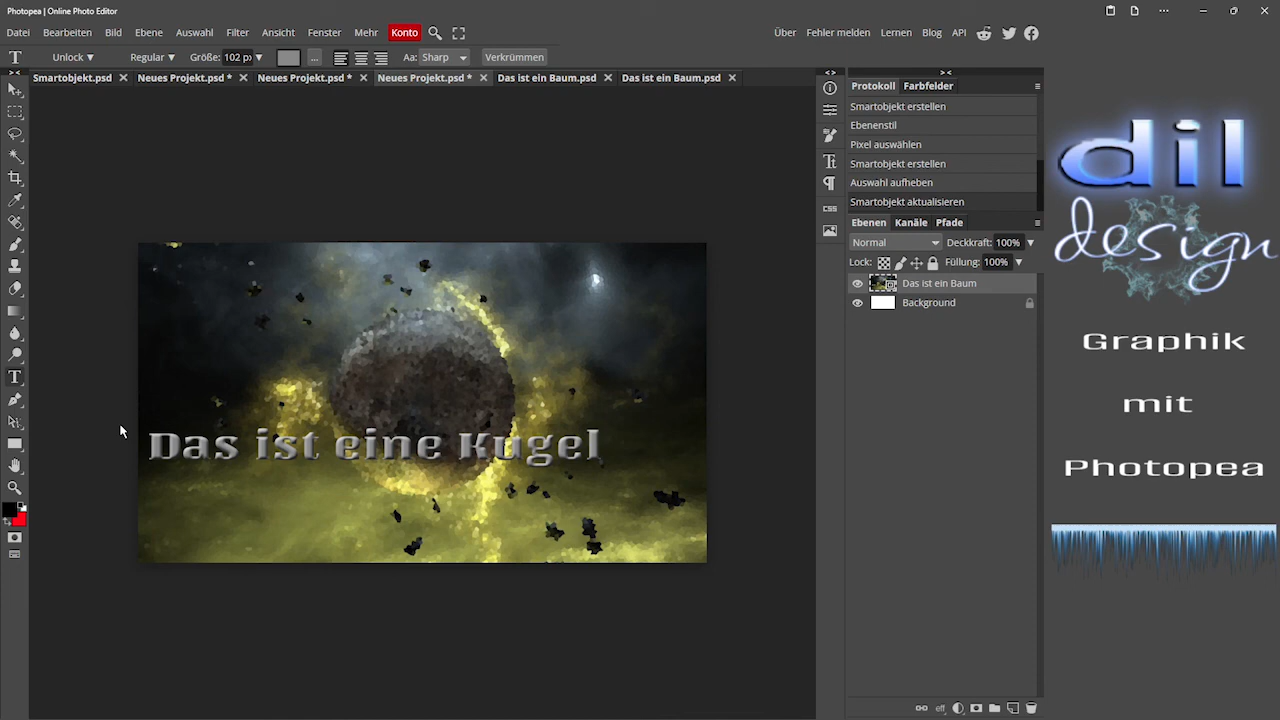 Photopea | Online Photo Editor
Datei Bearbeiten Bild Ebene Auswahl Filter Ansicht Fenster Mehr Konto Über Fehler melden Lernen Blog API
T Unlock Regular Größe: 102 px ... Aa: Sharp Verkrümmen
Smartobjekt.psd Neues Projekt.psd * Neues Projekt.psd * Neues Projekt.psd * Das ist ein Baum.psd Das ist ein Baum.psd
Protokoll Farbfelder
Smartobjekt erstellen
Ebenenstil
Pixel auswählen
Smartobjekt erstellen
Auswahl aufheben
Smartobjekt aktualisieren
CSS
Ebenen Kanäle Pfade
Normal Deckkraft: 100%
Lock: Füllung: 100%
Das ist ein Baum
Background
eff
Das ist eine Kugel
dil
design
Graphik
mit
Photopea